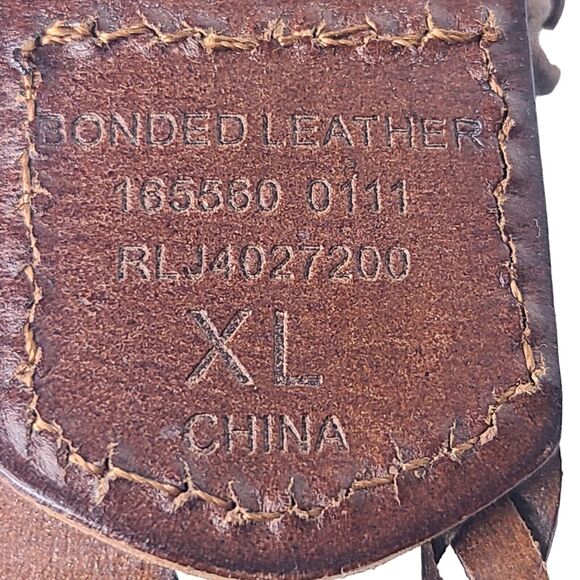 BONDED LEATHER
165560 0111
RLJ4027200
XL
CHINA